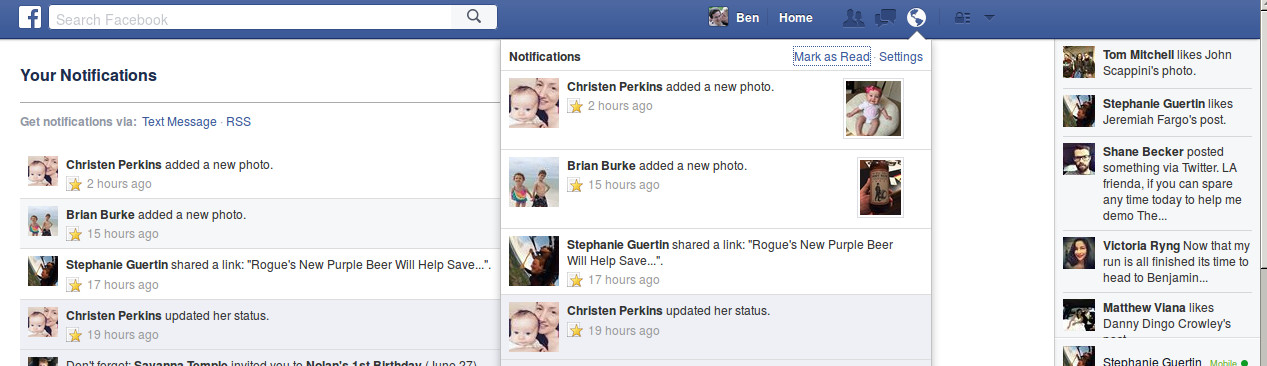 f
Search Facebook
Ben
Home
Your Notifications
Get notifications via: Text Message · RSS
Christen Perkins added a new photo.
2 hours ago
Brian Burke added a new photo.
15 hours ago
Stephanie Guertin shared a link: "Rogue's New Purple Beer Will Help Save...".
17 hours ago
Christen Perkins updated her status.
19 hours ago
Don't forget: Savanna Temple invited you to Nolan's 1st Birthday (June 27)
Notifications
Mark as Read · Settings
Christen Perkins added a new photo.
2 hours ago
Brian Burke added a new photo.
15 hours ago
Stephanie Guertin shared a link: "Rogue's New Purple Beer
Will Help Save...".
17 hours ago
Christen Perkins updated her status.
19 hours ago
Tom Mitchell likes John
Scappini's photo.
Stephanie Guertin likes
Jeremiah Fargo's post.
Shane Becker posted
something via Twitter. LA
frienda, if you can spare
any time today to help me
demo The...
Victoria Ryng Now that my
run is all finished its time to
head to Benjamin...
Matthew Viana likes
Danny Dingo Crowley's
post.
Stephanie Guertin
Mobile